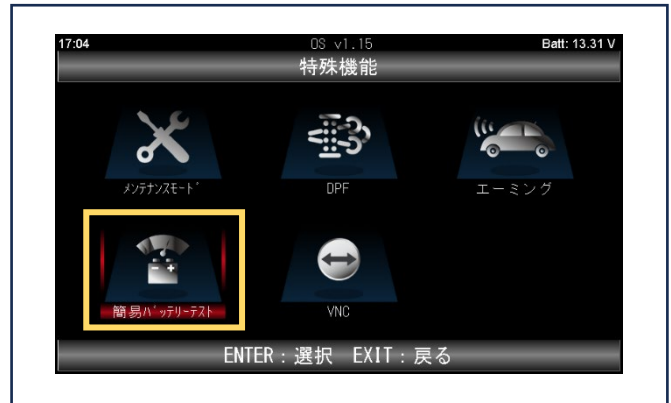 17:04 OS v1.15 Batt: 13.31 V
特殊機能
ﾒﾝﾃﾅﾝｽﾓｰﾄﾞ DPF エーミング
簡易ﾊﾞｯﾃﾘｰﾃｽﾄ VNC
ENTER：選択 EXIT：戻る